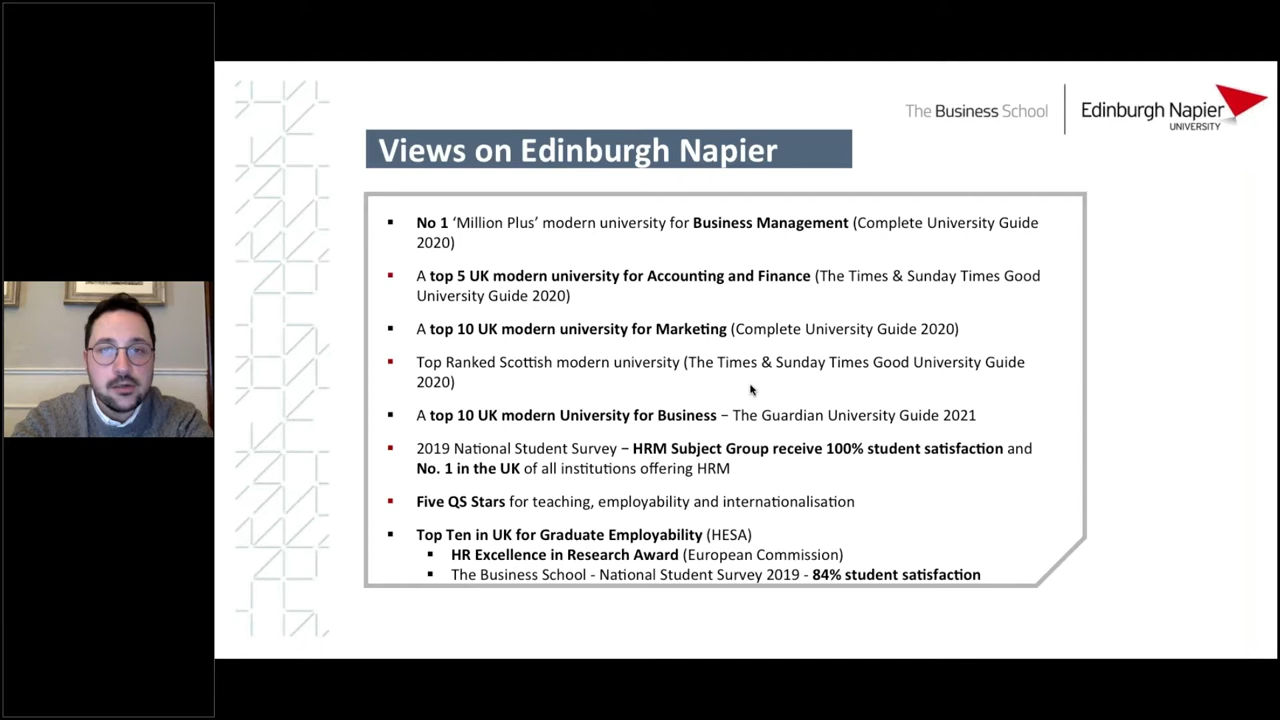 The Business School
Edinburgh Napier
UNIVERSITY
Views on Edinburgh Napier
▪ No 1 ‘Million Plus’ modern university for Business Management (Complete University Guide
2020)
▪ A top 5 UK modern university for Accounting and Finance (The Times & Sunday Times Good
University Guide 2020)
▪ A top 10 UK modern university for Marketing (Complete University Guide 2020)
▪ Top Ranked Scottish modern university (The Times & Sunday Times Good University Guide
2020)
▪ A top 10 UK modern University for Business – The Guardian University Guide 2021
▪ 2019 National Student Survey – HRM Subject Group receive 100% student satisfaction and
No. 1 in the UK of all institutions offering HRM
▪ Five QS Stars for teaching, employability and internationalisation
▪ Top Ten in UK for Graduate Employability (HESA)
▪ HR Excellence in Research Award (European Commission)
▪ The Business School - National Student Survey 2019 - 84% student satisfaction